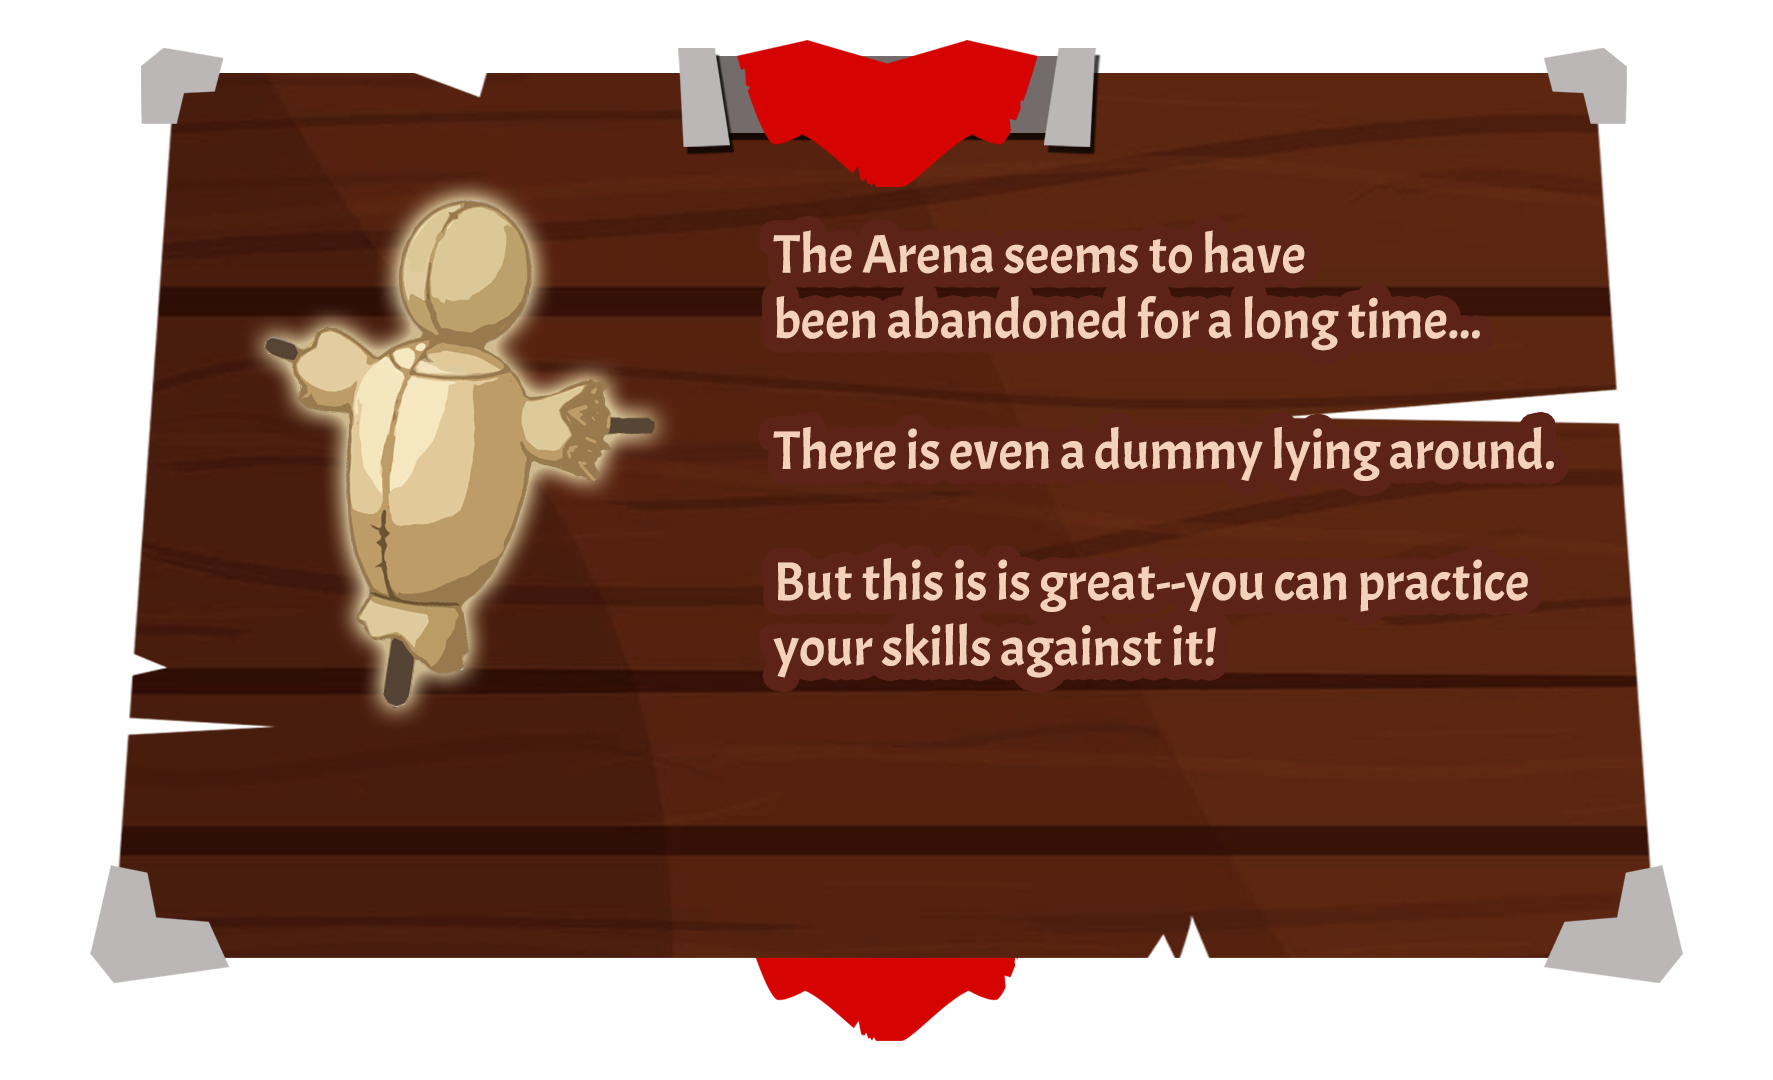 The Arena seems to have
been abandoned for a long time...
There is even a dummy lying around.
But this is is great--you can practice
your skills against it!